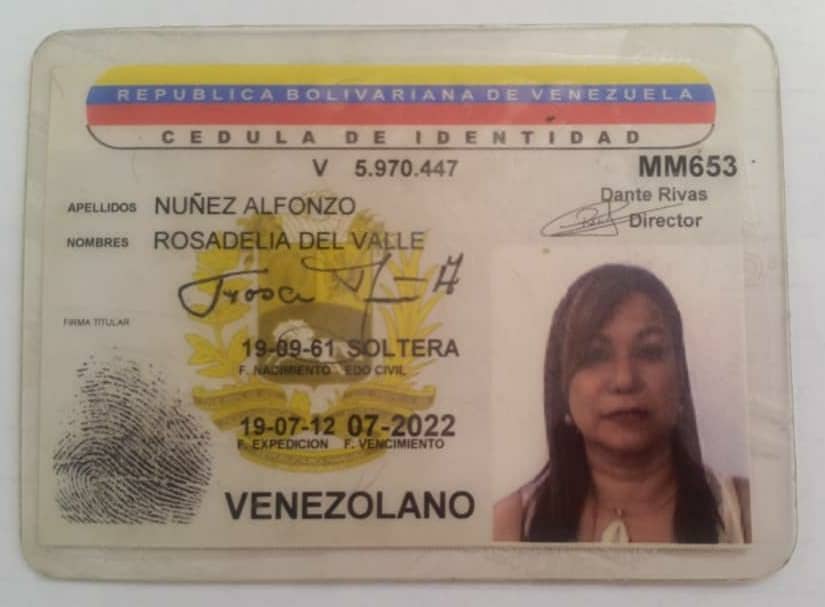 REPUBLICA BOLIVARIANA DE VENEZUELA
CEDULA DE IDENTIDAD
V 5.970.447 MM653
Dante Rivas
Director
APELLIDOS NUÑEZ ALFONZO
NOMBRES ROSADELIA DEL VALLE
FIRMA TITULAR
19-09-61 SOLTERA
F. NACIMIENTO EDO CIVIL
19-07-12 07-2022
F. EXPEDICION F. VENCIMIENTO
VENEZOLANO